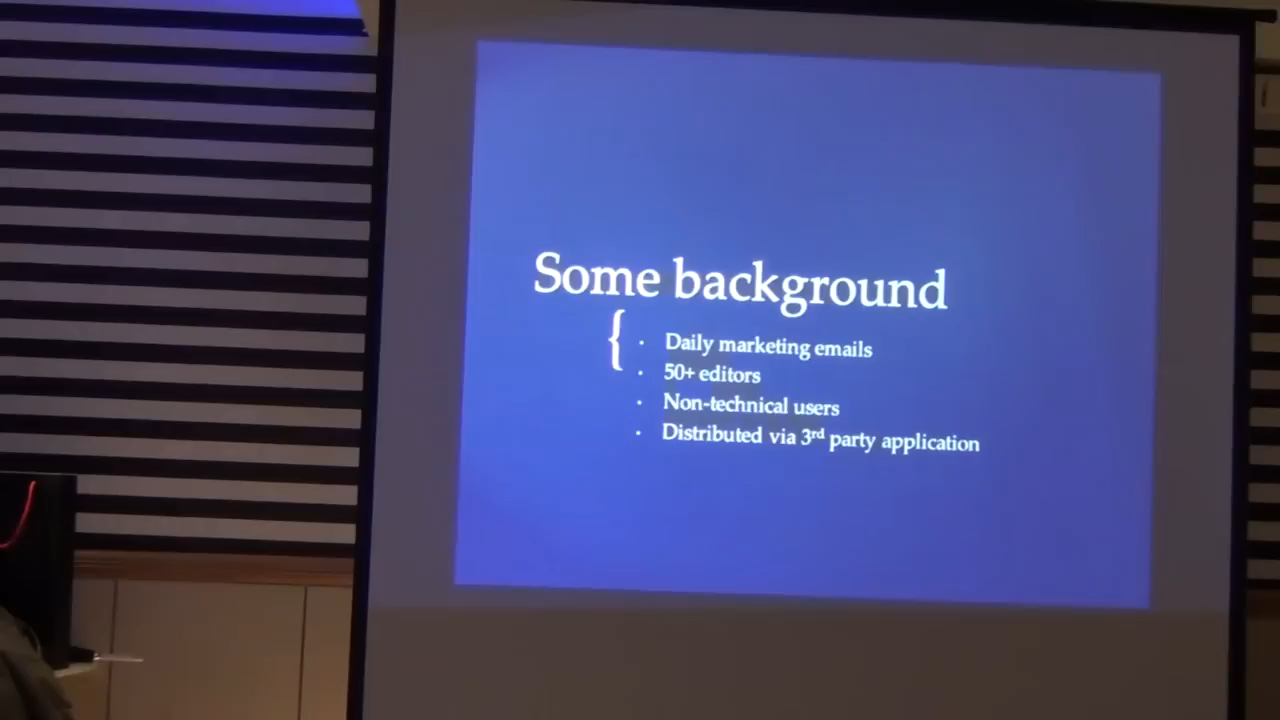 Some background
{
· Daily marketing emails
· 50+ editors
· Non-technical users
· Distributed via 3rd party application